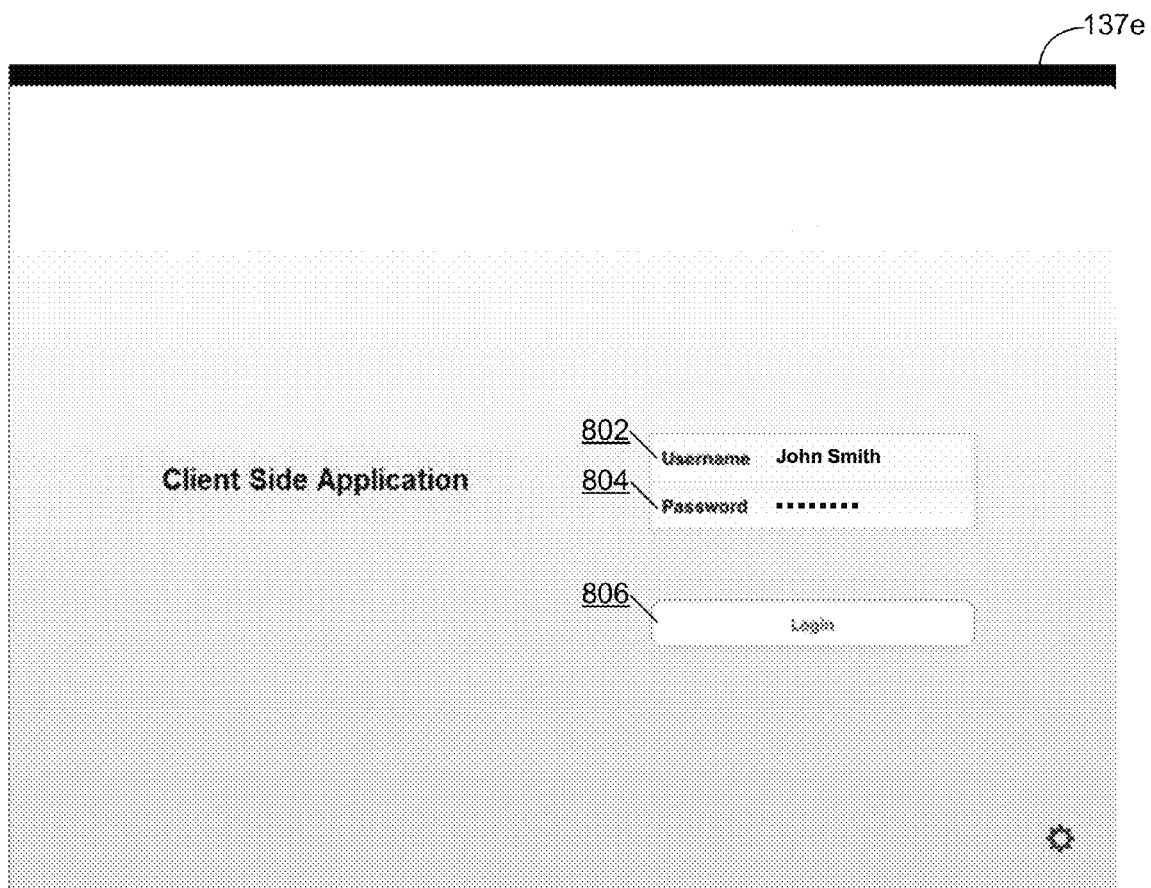 137e
802
Username John Smith
Client Side Application
804
Password ▪▪▪▪▪▪▪▪
806
Login